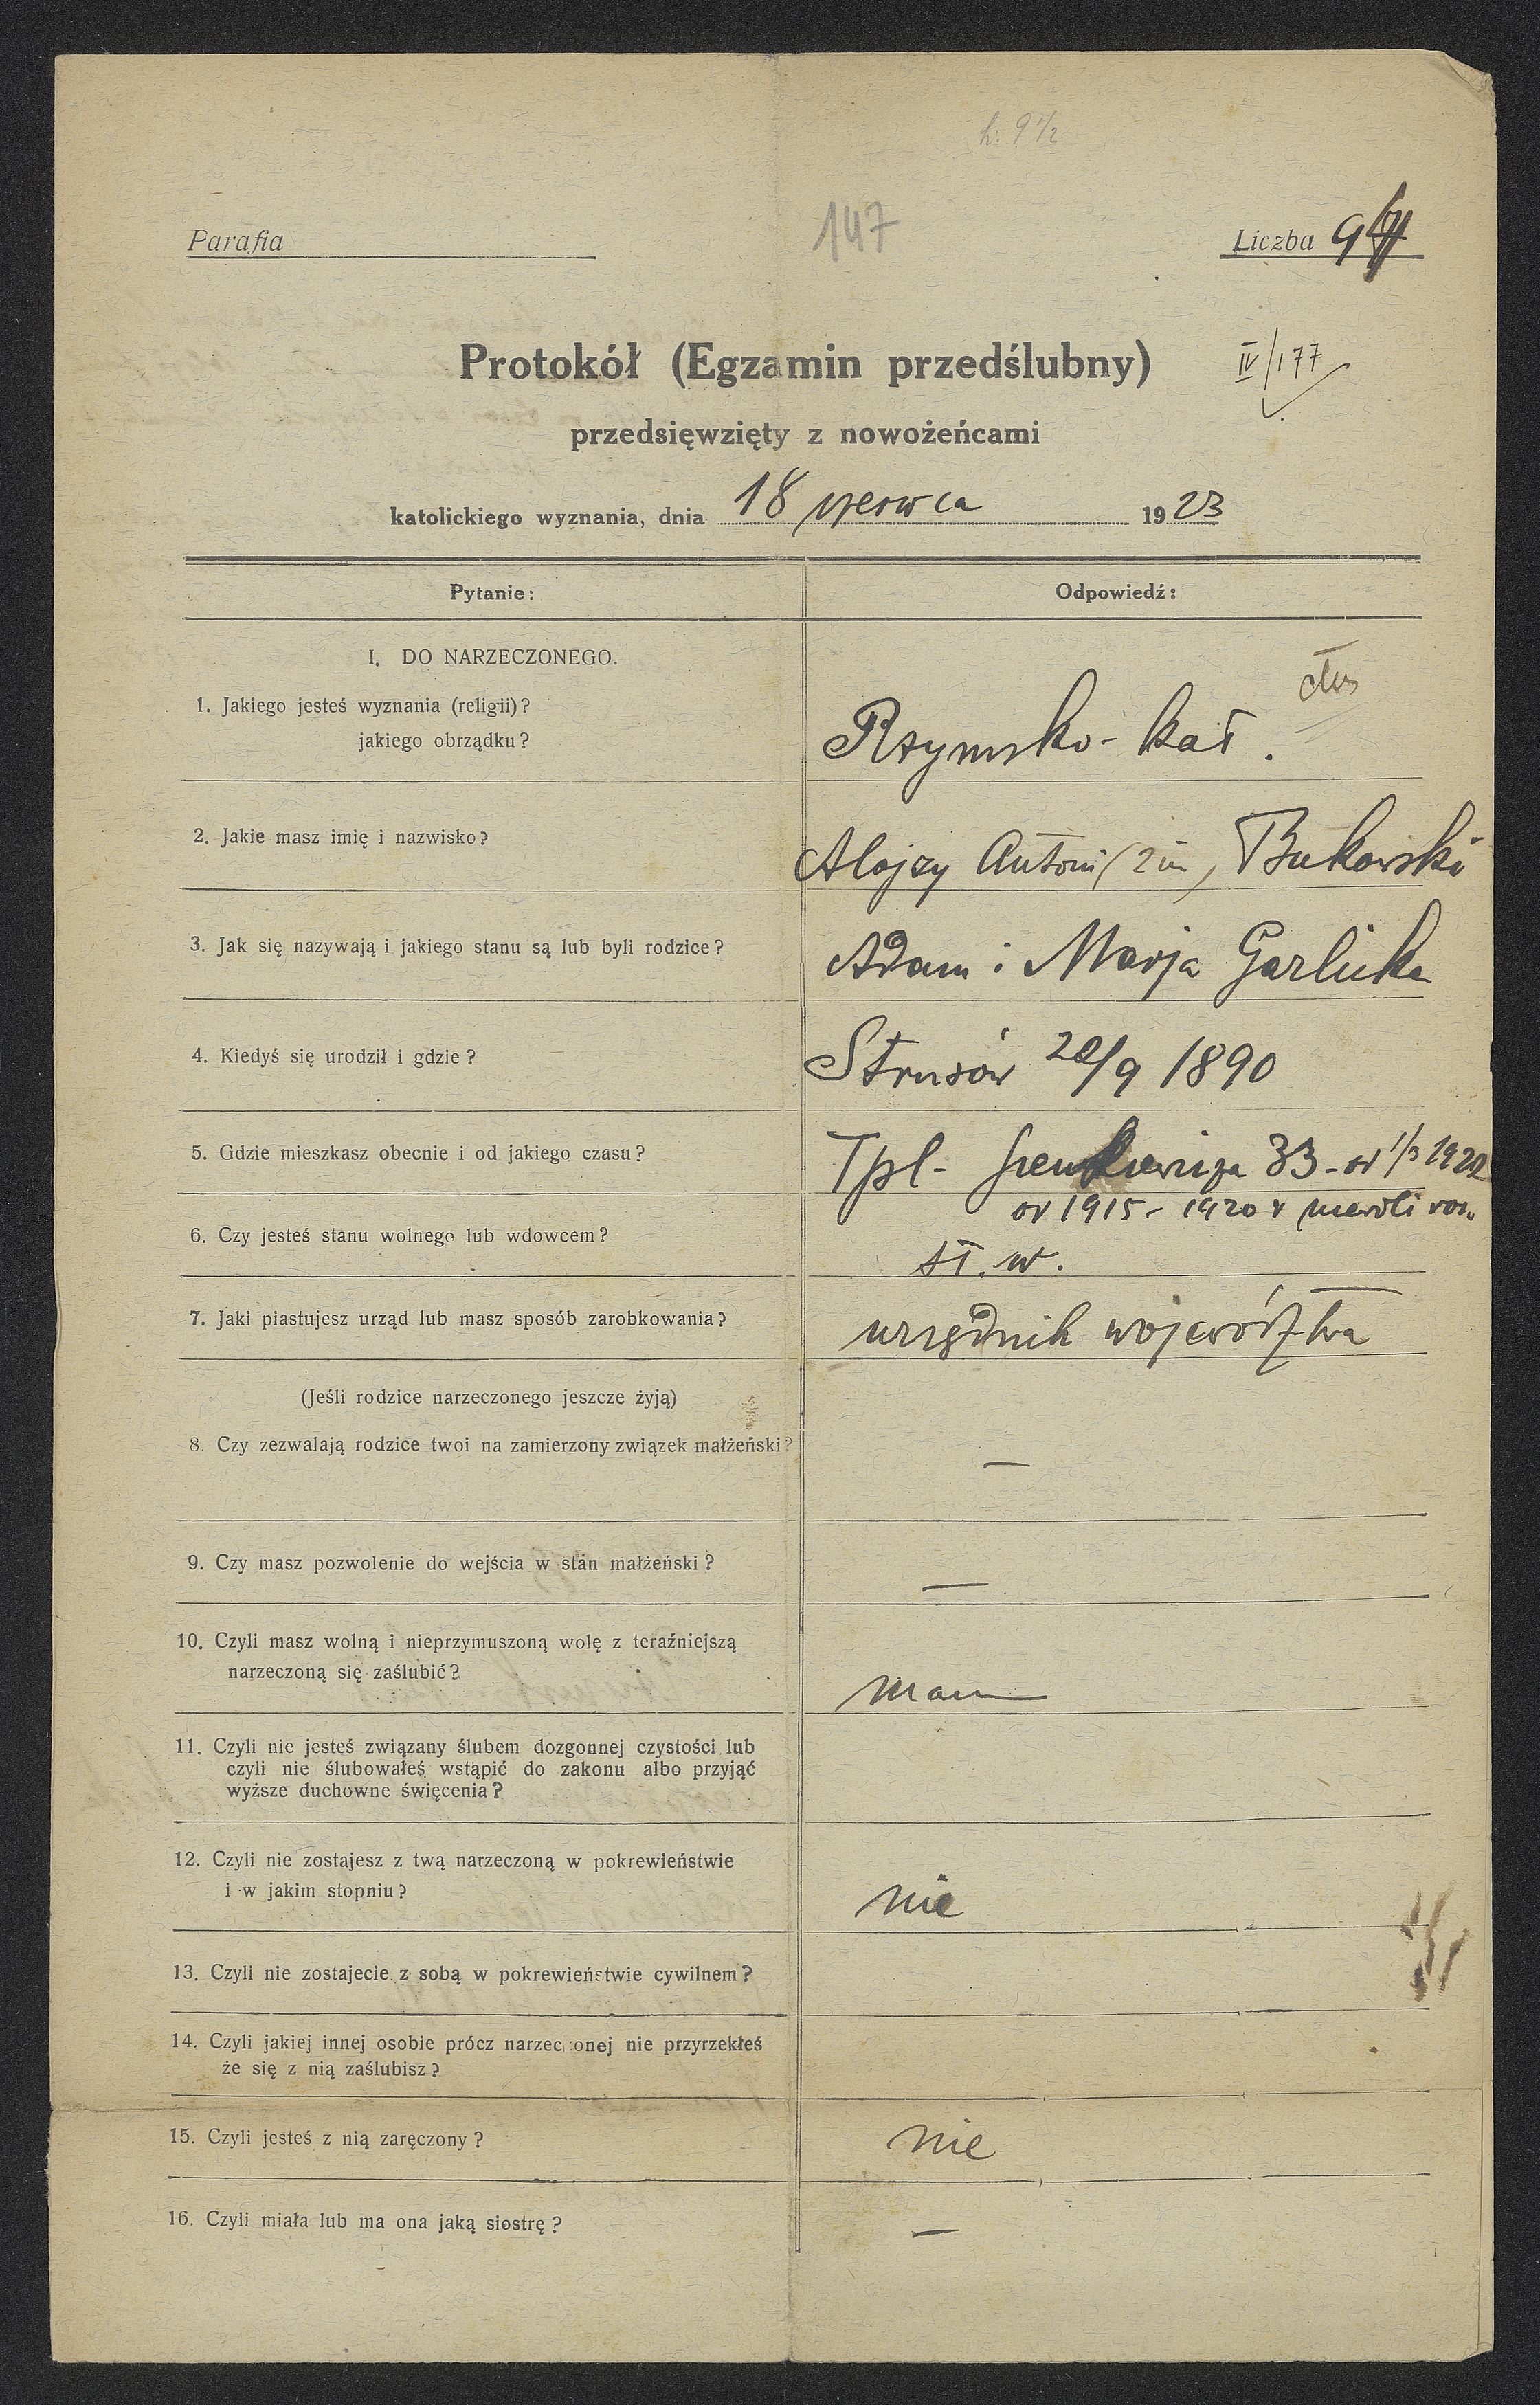 h. 9 1/2
Parafia
147
Liczba 9
Protokół (Egzamin przedślubny)
IV/177
przedsięwzięty z nowożeńcami
katolickiego wyznania, dnia 18 czerwca 1923
Pytanie:
Odpowiedź:
I. DO NARZECZONEGO.
1. Jakiego jesteś wyznania (religii)?
jakiego obrządku?
Rzymsko-kat.
2. Jakie masz imię i nazwisko?
Alojzy Antoni (2 im) Bukowski
3. Jak się nazywają i jakiego stanu są lub byli rodzice?
Adam i Marja Garlicka
4. Kiedyś się urodził i gdzie?
Strusów 20/9 1890
5. Gdzie mieszkasz obecnie i od jakiego czasu?
Tpl- Sienkiewicza 33 - od 1/3 1922
od 1915 - 1920 w niewoli ros.
6. Czy jesteś stanu wolnego lub wdowcem?
st. w.
7. Jaki piastujesz urząd lub masz sposób zarobkowania?
urzędnik województwa
(Jeśli rodzice narzeczonego jeszcze żyją)
8. Czy zezwalają rodzice twoi na zamierzony związek małżeński?
—
9. Czy masz pozwolenie do wejścia w stan małżeński?
—
10. Czyli masz wolną i nieprzymuszoną wolę z teraźniejszą
narzeczoną się zaślubić?
mam
11. Czyli nie jesteś związany ślubem dozgonnej czystości lub
czyli nie ślubowałeś wstąpić do zakonu albo przyjąć
wyższe duchowne święcenia?
12. Czyli nie zostajesz z twą narzeczoną w pokrewieństwie
i w jakim stopniu?
nie
13. Czyli nie zostajecie z sobą w pokrewieństwie cywilnem?
14. Czyli jakiej innej osobie prócz narzeczonej nie przyrzekłeś
że się z nią zaślubisz?
15. Czyli jesteś z nią zaręczony?
nie
16. Czyli miała lub ma ona jaką siostrę?
—